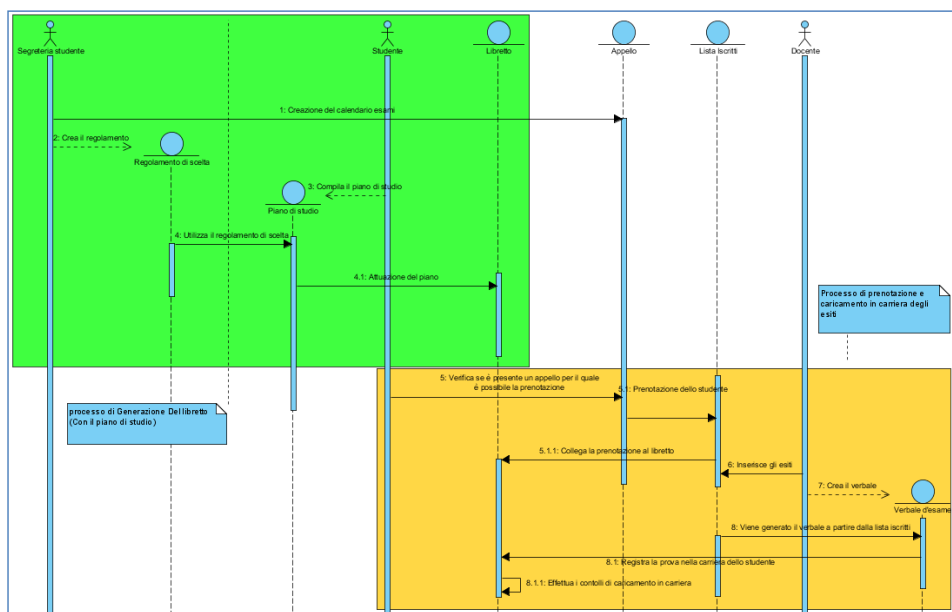 Segreteria studente
Studente
Libretto
Appello
Lista Iscritti
Docente
1: Creazione del calendario esami
2: Crea il regolamento
Regolamento di scelta
3: Compila il piano di studio
Piano di studio
4: Utilizza il regolamento di scelta
4.1: Attuazione del piano
Processo di prenotazione e
caricamento in carriera degli
esiti
5: Verifica se é presente un appello per il quale
é possibile la prenotazione
5.1: Prenotazione dello studente
processo di Generazione Del libretto
(Con il piano di studio)
5.1.1: Collega la prenotazione al libretto
6: Inserisce gli esiti
7: Crea il verbale
Verbale d'esame
8: Viene generato il verbale a partire dalla lista iscritti
8.1: Registra la prova nella carriera dello studente
8.1.1: Effettua i contolli di caricamento in carriera